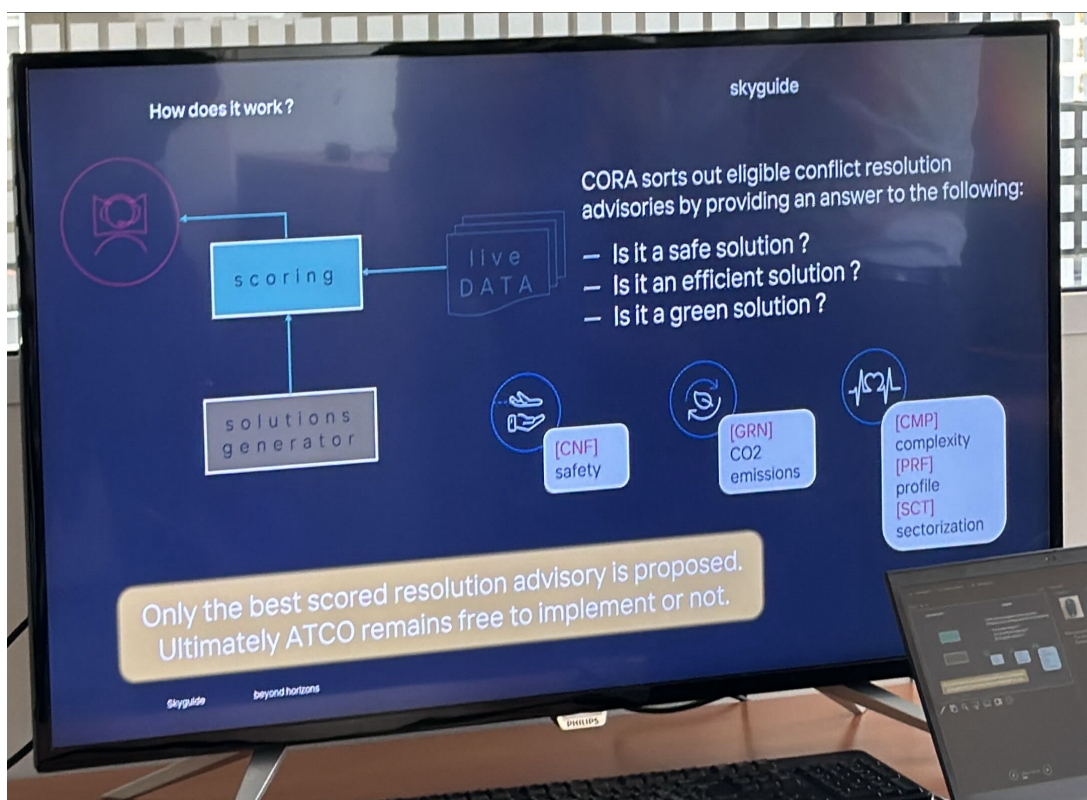 How does it work ?
skyguide
scoring
live
DATA
solutions
generator
CORA sorts out eligible conflict resolution
advisories by providing an answer to the following:
— Is it a safe solution ?
— Is it an efficient solution ?
— Is it a green solution ?
[CNF]
safety
[GRN]
CO2
emissions
[CMP]
complexity
[PRF]
profile
[SCT]
sectorization
Only the best scored resolution advisory is proposed.
Ultimately ATCO remains free to implement or not.
Skyguide
beyond horizons
PHILIPS